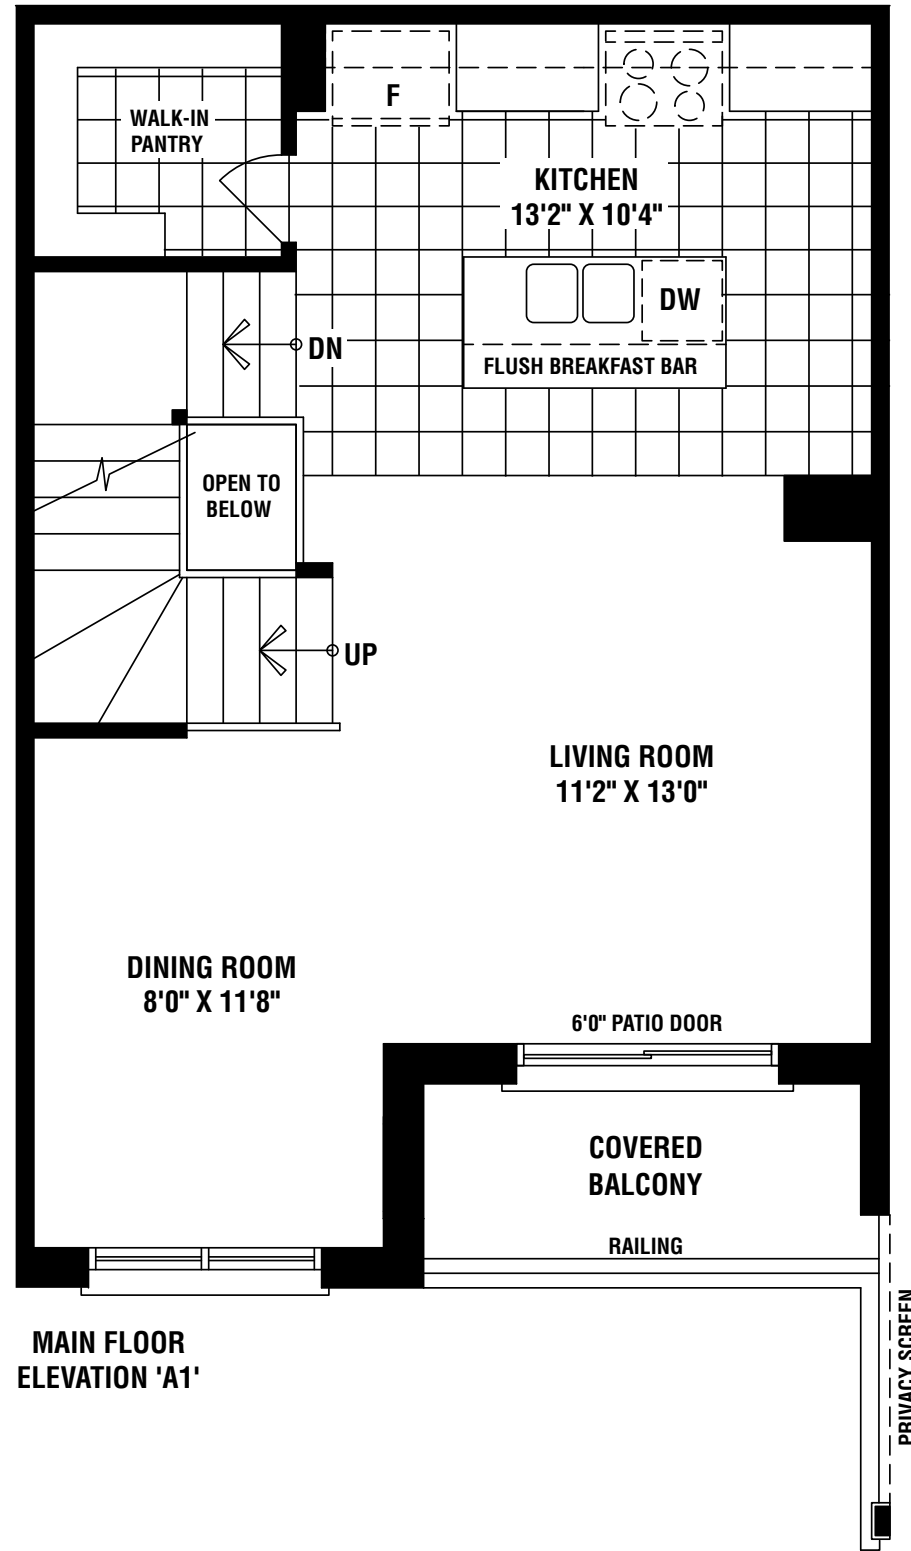 WALK-IN
PANTRY
F
KITCHEN
13'2" X 10'4"
DW
FLUSH BREAKFAST BAR
DN
OPEN TO
BELOW
UP
LIVING ROOM
11'2" X 13'0"
DINING ROOM
8'0" X 11'8"
6'0" PATIO DOOR
COVERED
BALCONY
RAILING
PRIVACY SCREEN
MAIN FLOOR
ELEVATION 'A1'